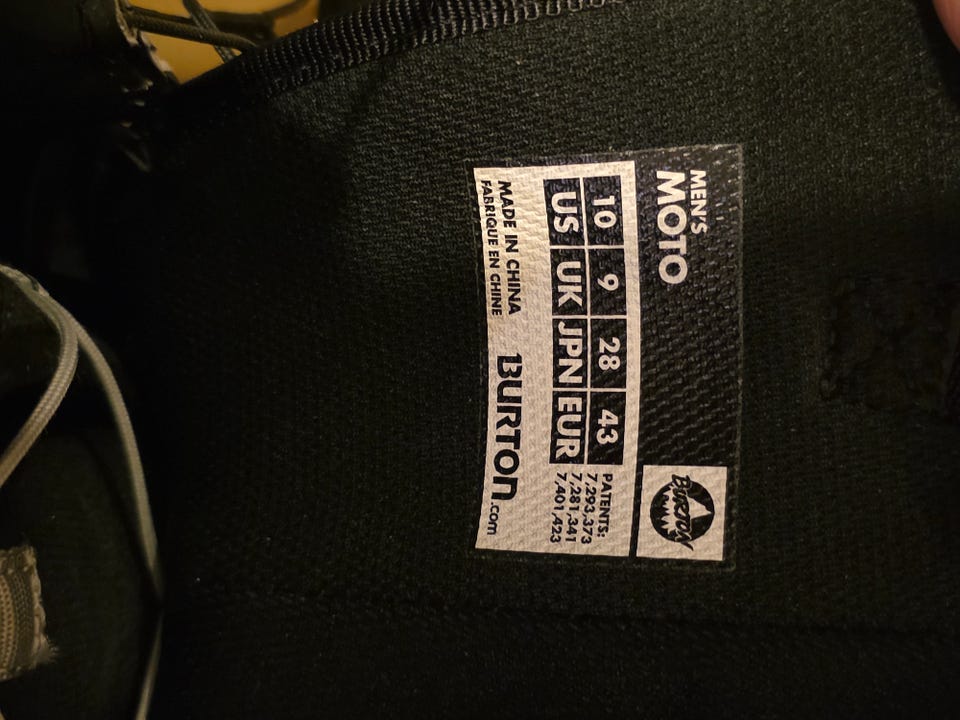 MEN'S
MOTO
BURTON
10 9 28 43
US UK JPN EUR
PATENTS:
7,293,373
7,281,341
7,401,423
MADE IN CHINA
FABRIQUE EN CHINE
BURTON.com